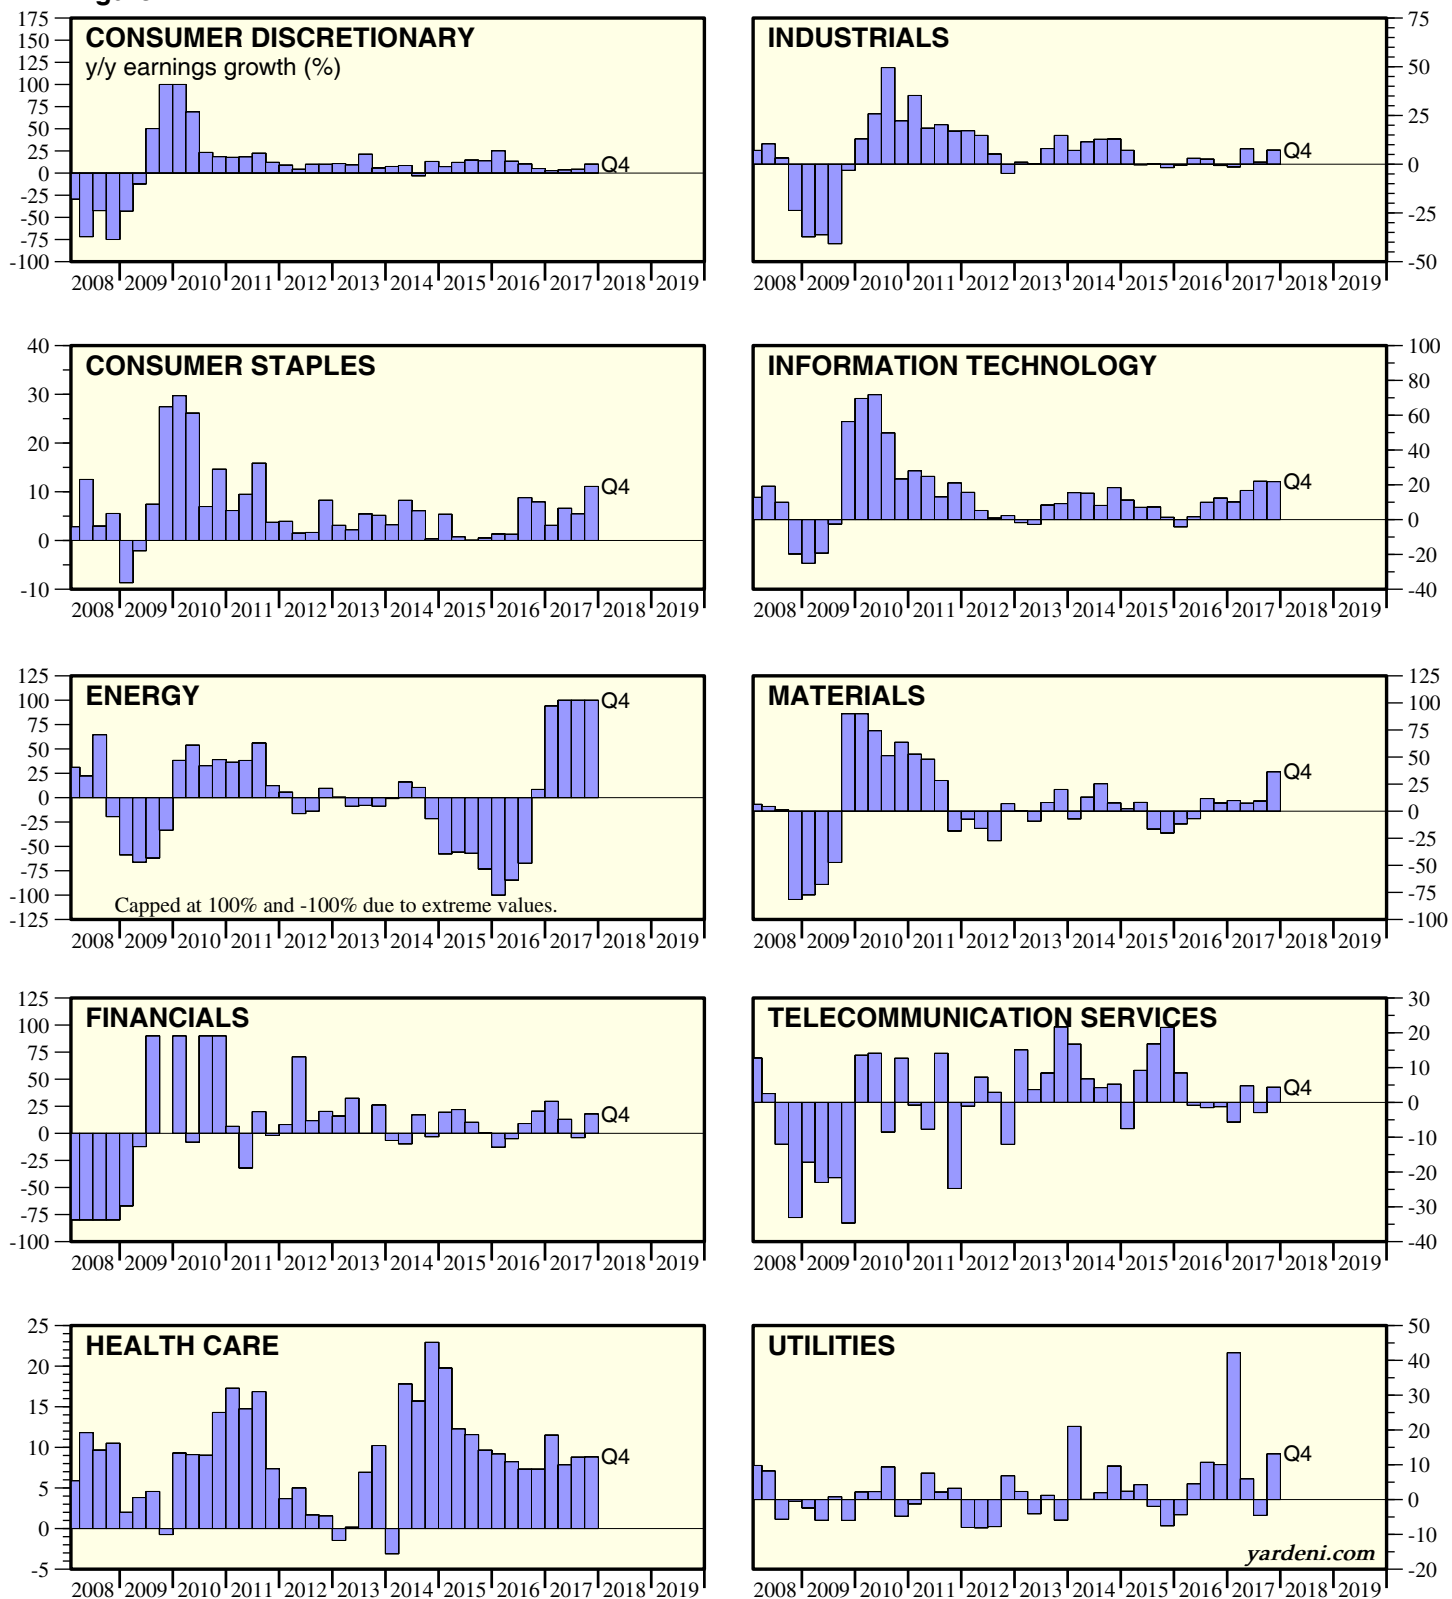 CONSUMER DISCRETIONARY
y/y earnings growth (%)
175
150
125
100
75
50
25
0
-25
-50
-75
-100
Q4
2008 2009 2010 2011 2012 2013 2014 2015 2016 2017 2018 2019
INDUSTRIALS
75
50
25
0
-25
-50
Q4
2008 2009 2010 2011 2012 2013 2014 2015 2016 2017 2018 2019
CONSUMER STAPLES
40
30
20
10
0
-10
Q4
2008 2009 2010 2011 2012 2013 2014 2015 2016 2017 2018 2019
INFORMATION TECHNOLOGY
100
80
60
40
20
0
-20
-40
Q4
2008 2009 2010 2011 2012 2013 2014 2015 2016 2017 2018 2019
ENERGY
125
100
75
50
25
0
-25
-50
-75
-100
-125
Q4
Capped at 100% and -100% due to extreme values.
2008 2009 2010 2011 2012 2013 2014 2015 2016 2017 2018 2019
MATERIALS
125
100
75
50
25
0
-25
-50
-75
-100
Q4
2008 2009 2010 2011 2012 2013 2014 2015 2016 2017 2018 2019
FINANCIALS
125
100
75
50
25
0
-25
-50
-75
-100
Q4
2008 2009 2010 2011 2012 2013 2014 2015 2016 2017 2018 2019
TELECOMMUNICATION SERVICES
30
20
10
0
-10
-20
-30
-40
Q4
2008 2009 2010 2011 2012 2013 2014 2015 2016 2017 2018 2019
HEALTH CARE
25
20
15
10
5
0
-5
Q4
2008 2009 2010 2011 2012 2013 2014 2015 2016 2017 2018 2019
UTILITIES
50
40
30
20
10
0
-10
-20
Q4
yardeni.com
2008 2009 2010 2011 2012 2013 2014 2015 2016 2017 2018 2019